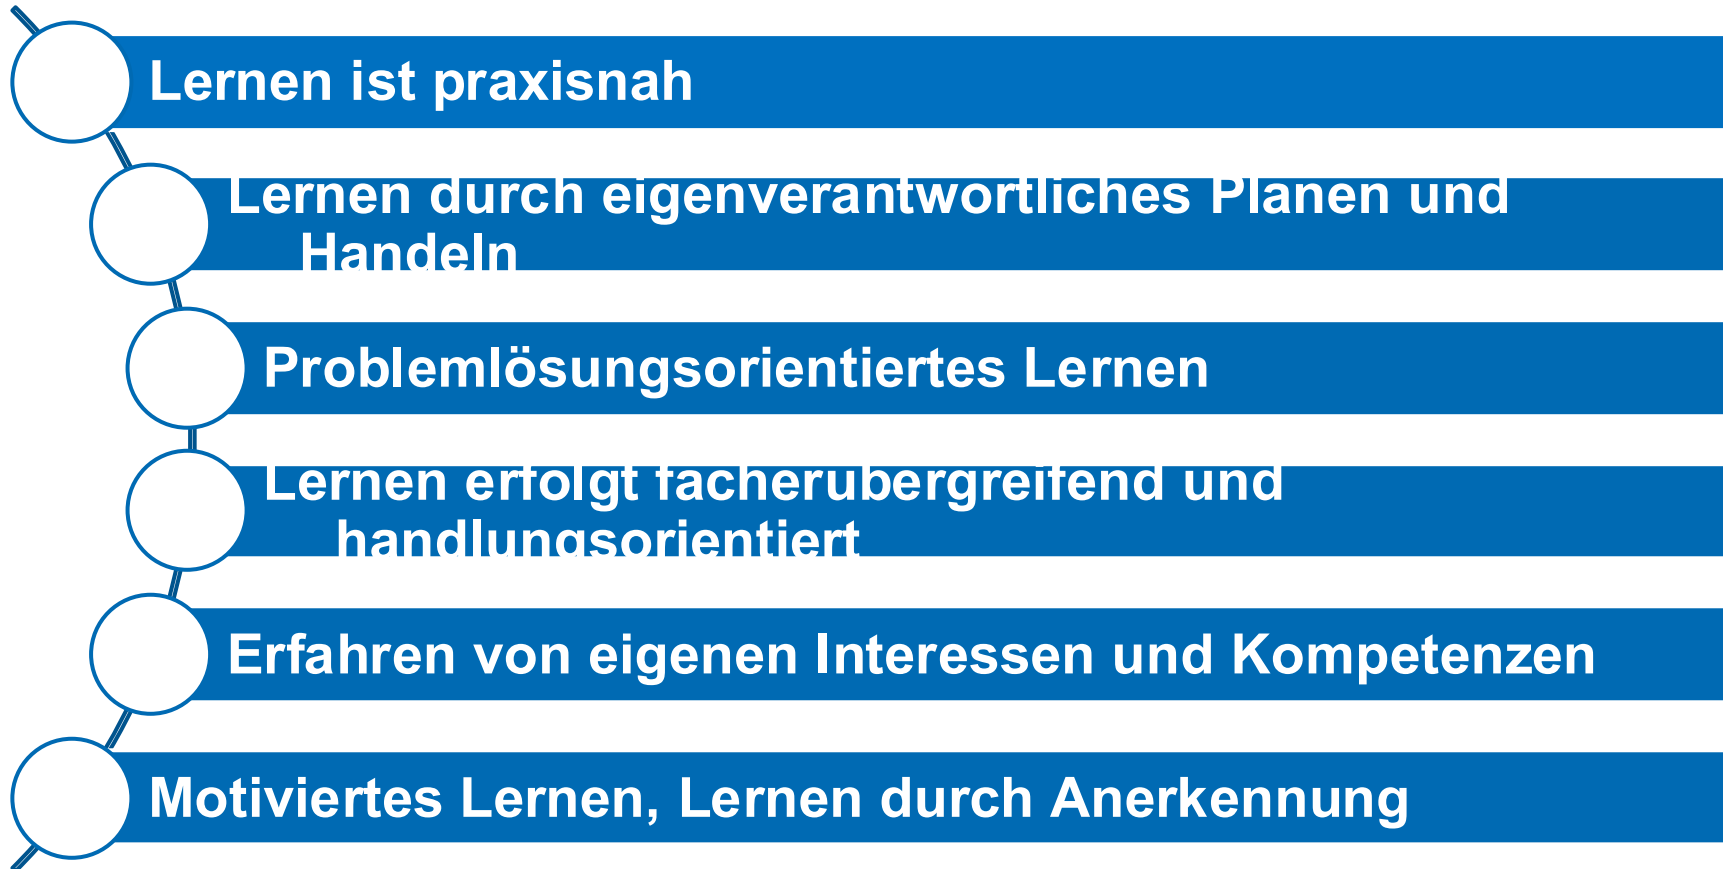 Lernen ist praxisnah
Lernen durch eigenverantwortliches Planen und
Handeln
Problemlösungsorientiertes Lernen
Lernen erfolgt fächerübergreifend und
handlungsorientiert
Erfahren von eigenen Interessen und Kompetenzen
Motiviertes Lernen, Lernen durch Anerkennung